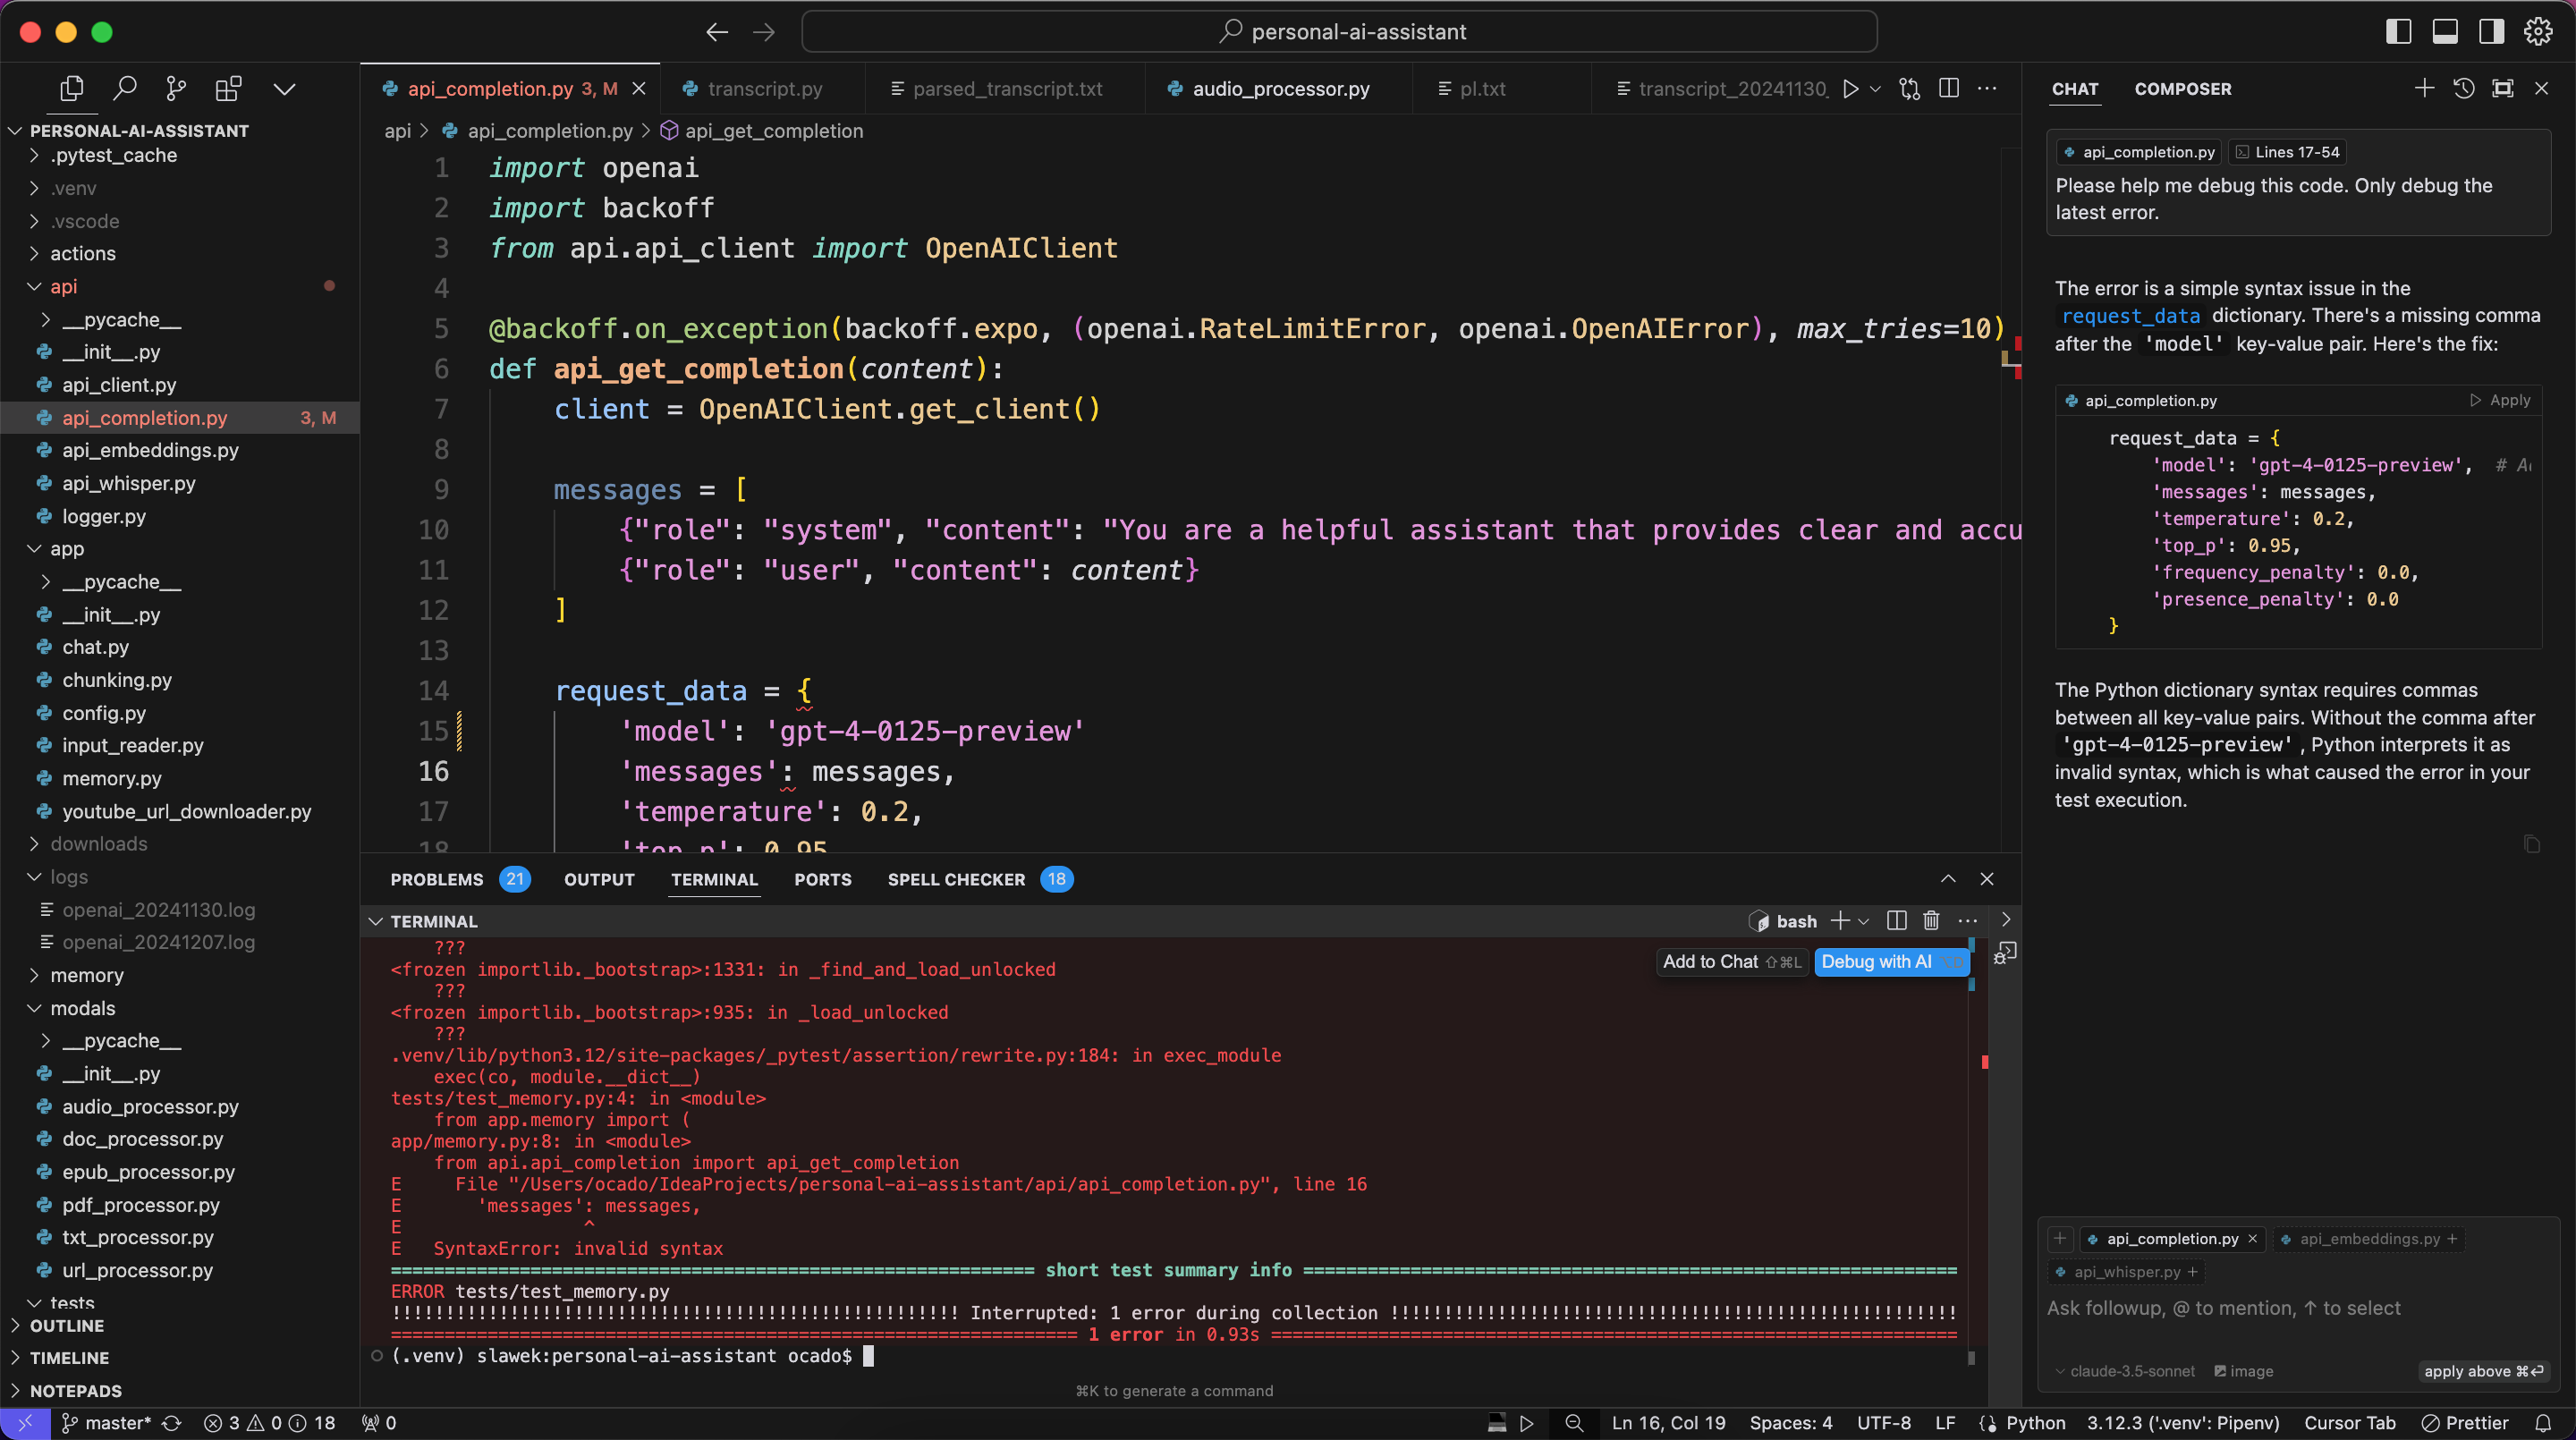 personal-ai-assistant
PERSONAL-AI-ASSISTANT
.pytest_cache
.venv
.vscode
actions
api
__pycache__
__init__.py
api_client.py
api_completion.py 3, M
api_embeddings.py
api_whisper.py
logger.py
app
__pycache__
__init__.py
chat.py
chunking.py
config.py
input_reader.py
memory.py
youtube_url_downloader.py
downloads
logs
openai_20241130.log
openai_20241207.log
memory
modals
__pycache__
__init__.py
audio_processor.py
doc_processor.py
epub_processor.py
pdf_processor.py
txt_processor.py
url_processor.py
tests
OUTLINE
TIMELINE
NOTEPADS
api_completion.py 3, M transcript.py parsed_transcript.txt audio_processor.py pl.txt transcript_20241130_
api > api_completion.py > api_get_completion
1 import openai
2 import backoff
3 from api.api_client import OpenAIClient
4
5 @backoff.on_exception(backoff.expo, (openai.RateLimitError, openai.OpenAIError), max_tries=10)
6 def api_get_completion(content):
7 client = OpenAIClient.get_client()
8
9 messages = [
10 {"role": "system", "content": "You are a helpful assistant that provides clear and accu
11 {"role": "user", "content": content}
12 ]
13
14 request_data = {
15 'model': 'gpt-4-0125-preview'
16 'messages': messages,
17 'temperature': 0.2,
18 'top_p': 0.95
PROBLEMS 21 OUTPUT TERMINAL PORTS SPELL CHECKER 18
TERMINAL bash
Add to Chat ⇧⌘L Debug with AI
???
<frozen importlib._bootstrap>:1331: in _find_and_load_unlocked
???
<frozen importlib._bootstrap>:935: in _load_unlocked
???
.venv/lib/python3.12/site-packages/_pytest/assertion/rewrite.py:184: in exec_module
exec(co, module.__dict__)
tests/test_memory.py:4: in <module>
from app.memory import (
app/memory.py:8: in <module>
from api.api_completion import api_get_completion
E File "/Users/ocado/IdeaProjects/personal-ai-assistant/api/api_completion.py", line 16
E 'messages': messages,
E ^
E SyntaxError: invalid syntax
============================================================ short test summary info =============================================================
ERROR tests/test_memory.py
!!!!!!!!!!!!!!!!!!!!!!!!!!!!!!!!!!!!!!!!!!!!!!!!!!!!! Interrupted: 1 error during collection !!!!!!!!!!!!!!!!!!!!!!!!!!!!!!!!!!!!!!!!!!!!!!!!!!!!!
================================================================ 1 error in 0.93s ================================================================
(.venv) slawek:personal-ai-assistant ocado$
⌘K to generate a command
CHAT COMPOSER
api_completion.py Lines 17-54
Please help me debug this code. Only debug the
latest error.
The error is a simple syntax issue in the
request_data dictionary. There's a missing comma
after the 'model' key-value pair. Here's the fix:
api_completion.py Apply
request_data = {
'model': 'gpt-4-0125-preview', #
'messages': messages,
'temperature': 0.2,
'top_p': 0.95,
'frequency_penalty': 0.0,
'presence_penalty': 0.0
}
The Python dictionary syntax requires commas
between all key-value pairs. Without the comma after
'gpt-4-0125-preview', Python interprets it as
invalid syntax, which is what caused the error in your
test execution.
+ api_completion.py × api_embeddings.py +
api_whisper.py +
Ask followup, @ to mention, ↑ to select
claude-3.5-sonnet image apply above ⌘⏎
master* 3 0 18 0 Ln 16, Col 19 Spaces: 4 UTF-8 LF Python 3.12.3 ('.venv': Pipenv) Cursor Tab Prettier